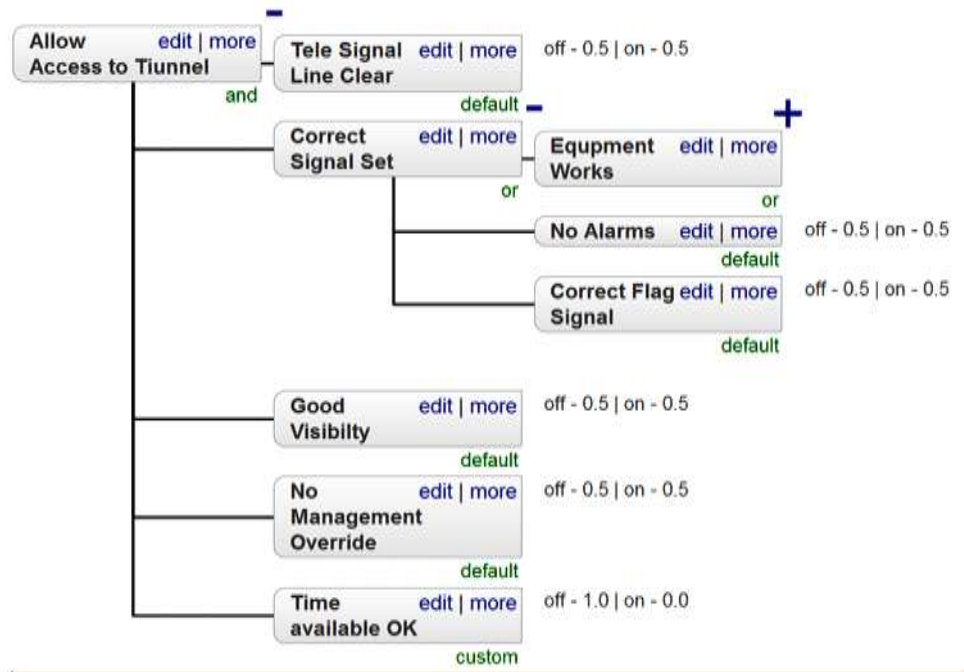 Allow edit | more
Access to Tiunnel
and
Tele Signal edit | more off - 0.5 | on - 0.5
Line Clear
default
Correct edit | more
Signal Set
or
Equpment edit | more
Works
or
No Alarms edit | more off - 0.5 | on - 0.5
default
Correct Flag edit | more off - 0.5 | on - 0.5
Signal
default
Good edit | more off - 0.5 | on - 0.5
Visibilty
default
No edit | more off - 0.5 | on - 0.5
Management
Override
default
Time edit | more off - 1.0 | on - 0.0
available OK
custom